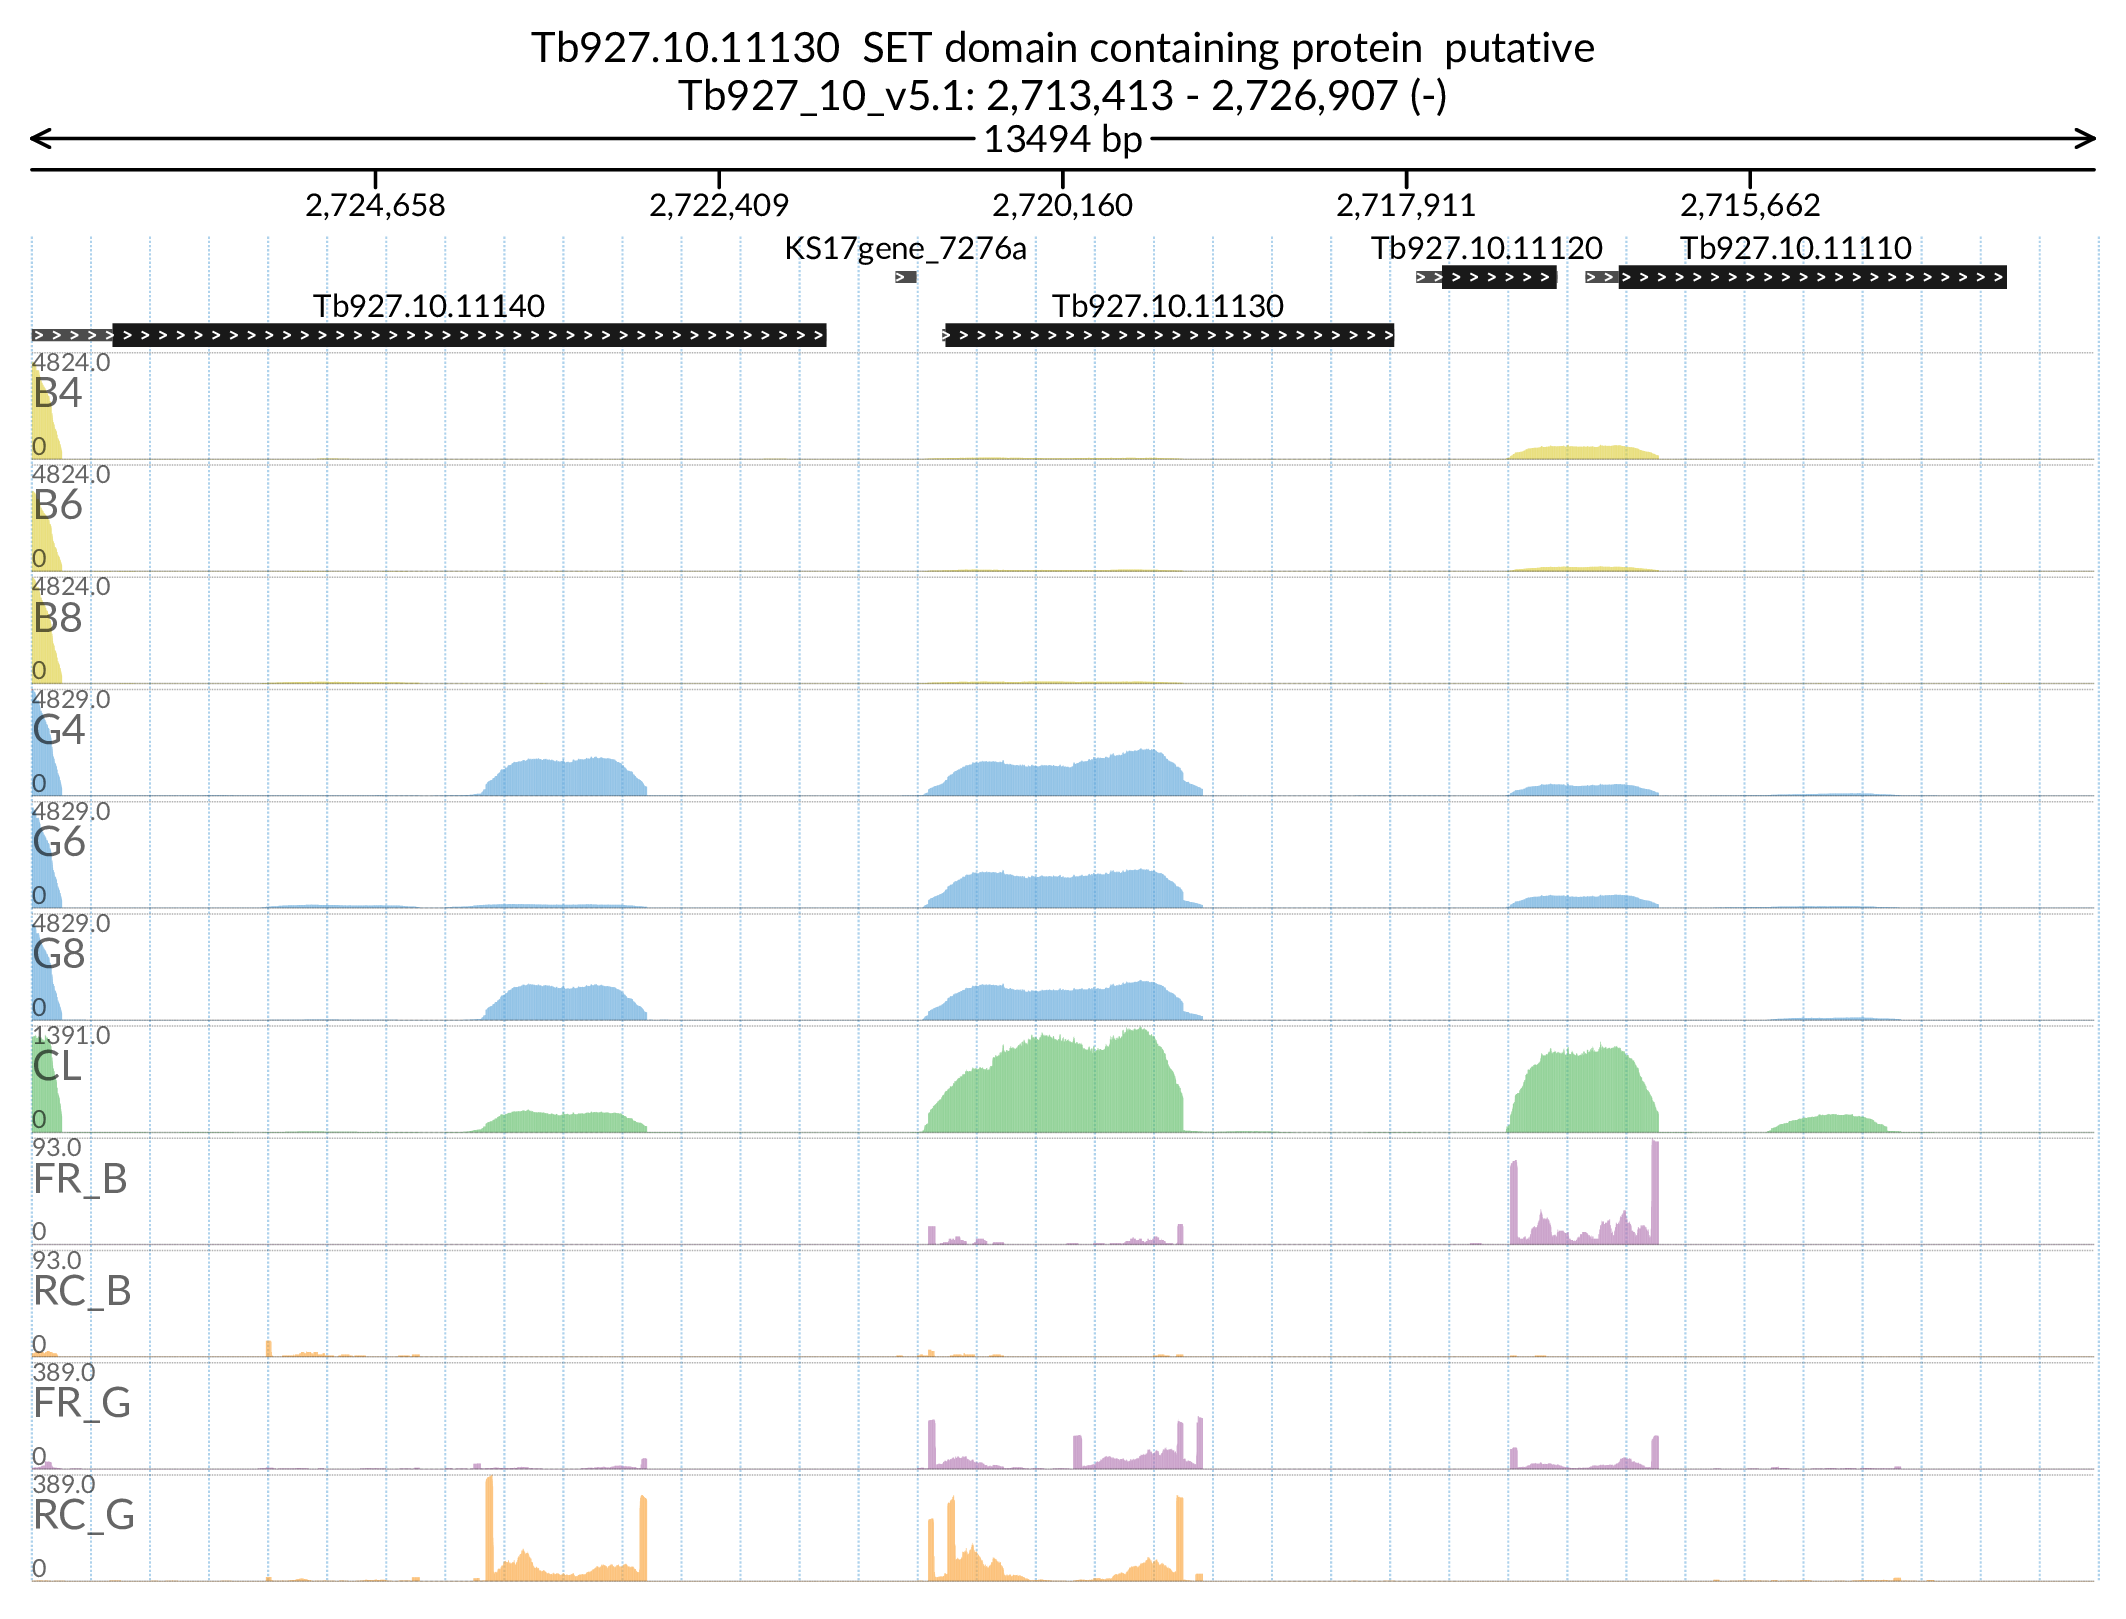 Tb927.10.11130  SET domain containing protein  putative
Tb927_10_v5.1: 2,713,413 - 2,726,907 (-)
13494 bp
2,724,658 2,722,409 2,720,160 2,717,911 2,715,662
KS17gene_7276a Tb927.10.11120 Tb927.10.11110
Tb927.10.11140 Tb927.10.11130
4824.0
B4
0
4824.0
B6
0
4824.0
B8
0
4829.0
G4
0
4829.0
G6
0
4829.0
G8
0
1391.0
CL
0
93.0
FR_B
0
93.0
RC_B
0
389.0
FR_G
0
389.0
RC_G
0